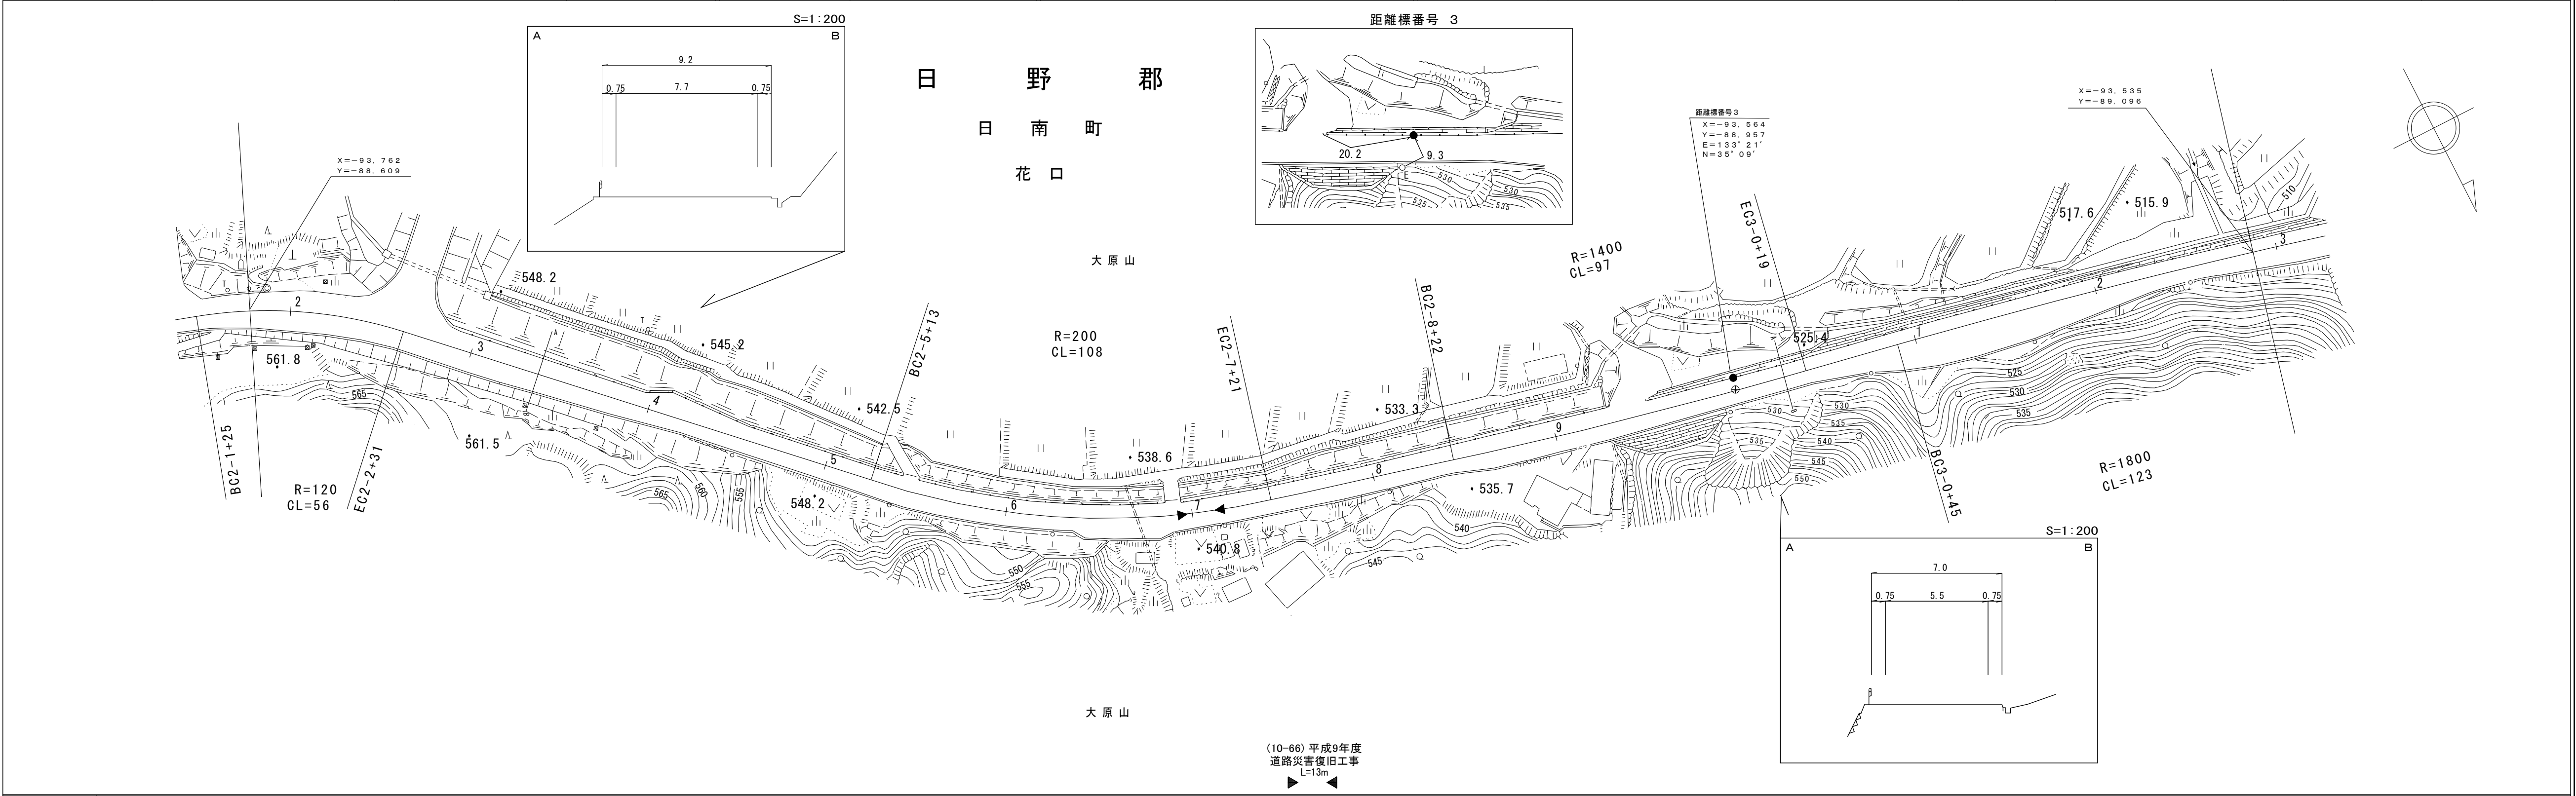 S=1:200
A
B
9.2
0.75
7.7
0.75
日野郡
日南町
花口
大原山
距離標番号 3
20.2
9.3
E
530
530
535
535
X=-93,762
Y=-88,609
距離標番号3
X=-93,564
Y=-88,957
E=133°21′
N=35°09′
X=-93,535
Y=-89,096
2
3
4
5
6
7
8
9
1
2
3
561.8
548.2
545.2
542.5
538.6
533.3
525.4
517.6
515.9
510
561.5
548.2
540.8
535.7
565
565
560
555
550
555
540
545
530
535
530
535
540
545
550
525
530
535
A
A
B
T
T
BC2-1+25
R=120
CL=56
EC2-2+31
BC2-5+13
R=200
CL=108
EC2-7+21
BC2-8+22
R=1400
CL=97
EC3-0+19
BC3-0+45
R=1800
CL=123
S=1:200
A
B
7.0
0.75
5.5
0.75
大原山
(10-66) 平成9年度
道路災害復旧工事
L=13m